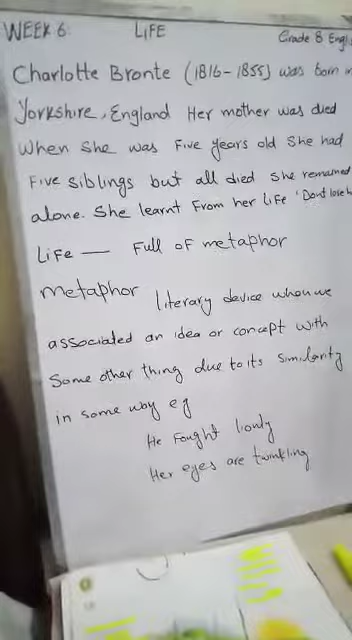 WEEK 6 LIFE Grade 8 Engl
Charlotte Bronte (1816-1855) was born in
Yorkshire, England Her mother was died
when she was five years old She had
five siblings but all died She remained
alone. She learnt from her life 'Dont lose h
Life — Full of metaphor
metaphor literary device when we
associated an idea or concept with
some other thing due to its similarity
in some way eg
He fought lionly
Her eyes are twinkling